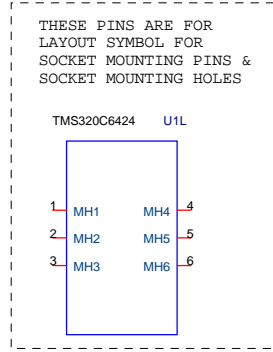 THESE PINS ARE FOR
LAYOUT SYMBOL FOR
SOCKET MOUNTING PINS &
SOCKET MOUNTING HOLES
TMS320C6424 U1L
1 MH1 MH4 4
2 MH2 MH5 5
3 MH3 MH6 6